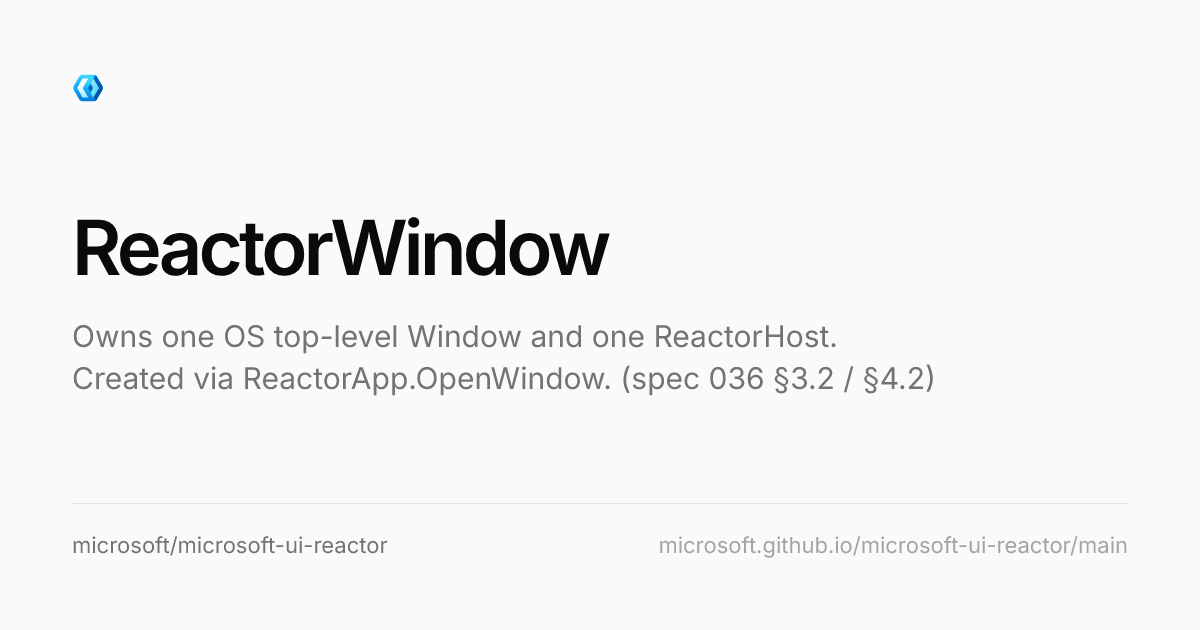 ReactorWindow
Owns one OS top-level Window and one ReactorHost.
Created via ReactorApp.OpenWindow. (spec 036 §3.2 / §4.2)
microsoft/microsoft-ui-reactor
microsoft.github.io/microsoft-ui-reactor/main